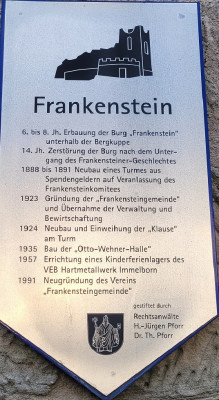 Frankenstein
6. bis 8. Jh. Erbauung der Burg „Frankenstein"
unterhalb der Bergkuppe
14. Jh. Zerstörung der Burg nach dem Unter-
gang des Frankensteiner-Geschlechtes
1888 bis 1891 Neubau eines Turmes aus
Spendengeldern auf Veranlassung des
Frankensteinkomitees
1923 Gründung der „Frankensteingemeinde"
und Übernahme der Verwaltung und
Bewirtschaftung
1924 Neubau und Einweihung der „Klause"
am Turm
1935 Bau der „Otto-Wehner-Halle"
1957 Errichtung eines Kinderferienlagers des
VEB Hartmetallwerk Immelborn
1991 Neugründung des Vereins
„Frankensteingemeinde"
gestiftet durch
Rechtsanwälte
H.-Jürgen Pforr
Dr. Th. Pforr